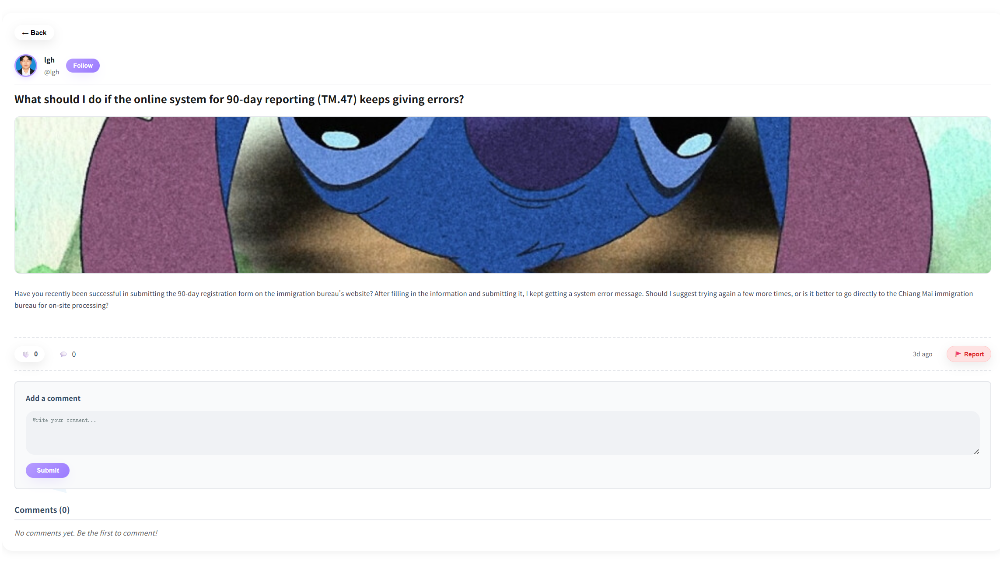 ← Back
lgh
@lgh
Follow
What should I do if the online system for 90-day reporting (TM.47) keeps giving errors?
Have you recently been successful in submitting the 90-day registration form on the immigration bureau's website? After filling in the information and submitting it, I kept getting a system error message. Should I suggest trying again a few more times, or is it better to go directly to the Chiang Mai immigration
bureau for on-site processing?
0
0
3d ago
Report
Add a comment
Write your comment...
Submit
Comments (0)
No comments yet. Be the first to comment!